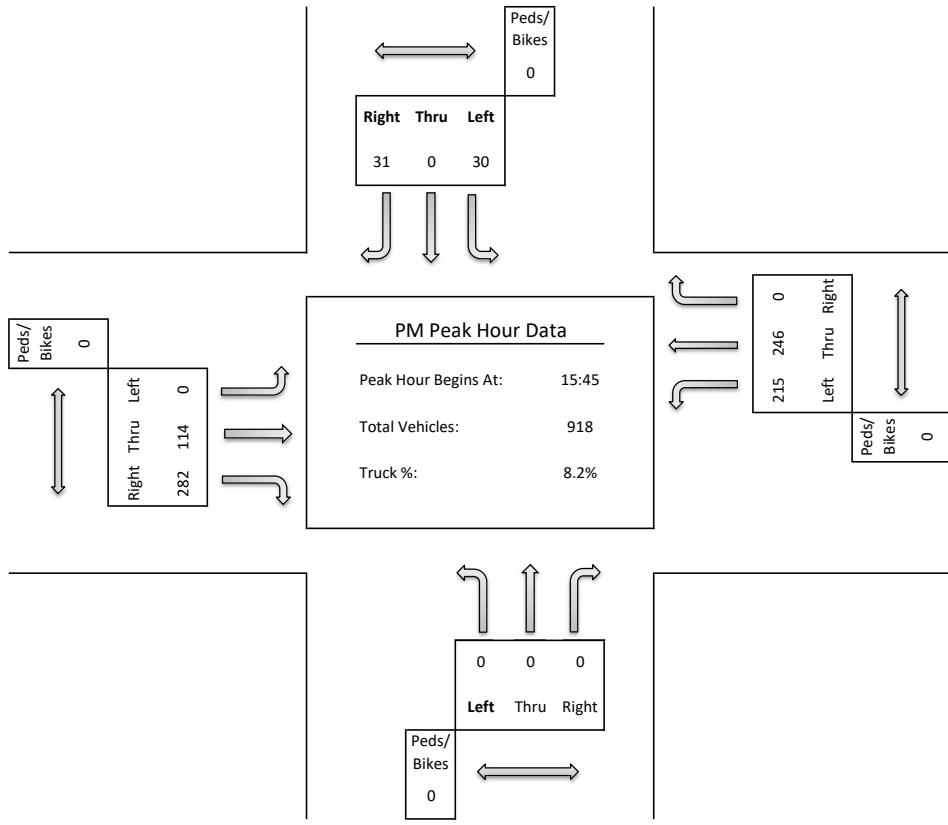 Peds/
Bikes
0
Right Thru Left
31 0 30
Peds/
Bikes
0
Left 0
Thru 114
Right 282
PM Peak Hour Data
Peak Hour Begins At: 15:45
Total Vehicles: 918
Truck %: 8.2%
0 Right
246 Thru
215 Left
Peds/
Bikes
0
0 0 0
Left Thru Right
Peds/
Bikes
0